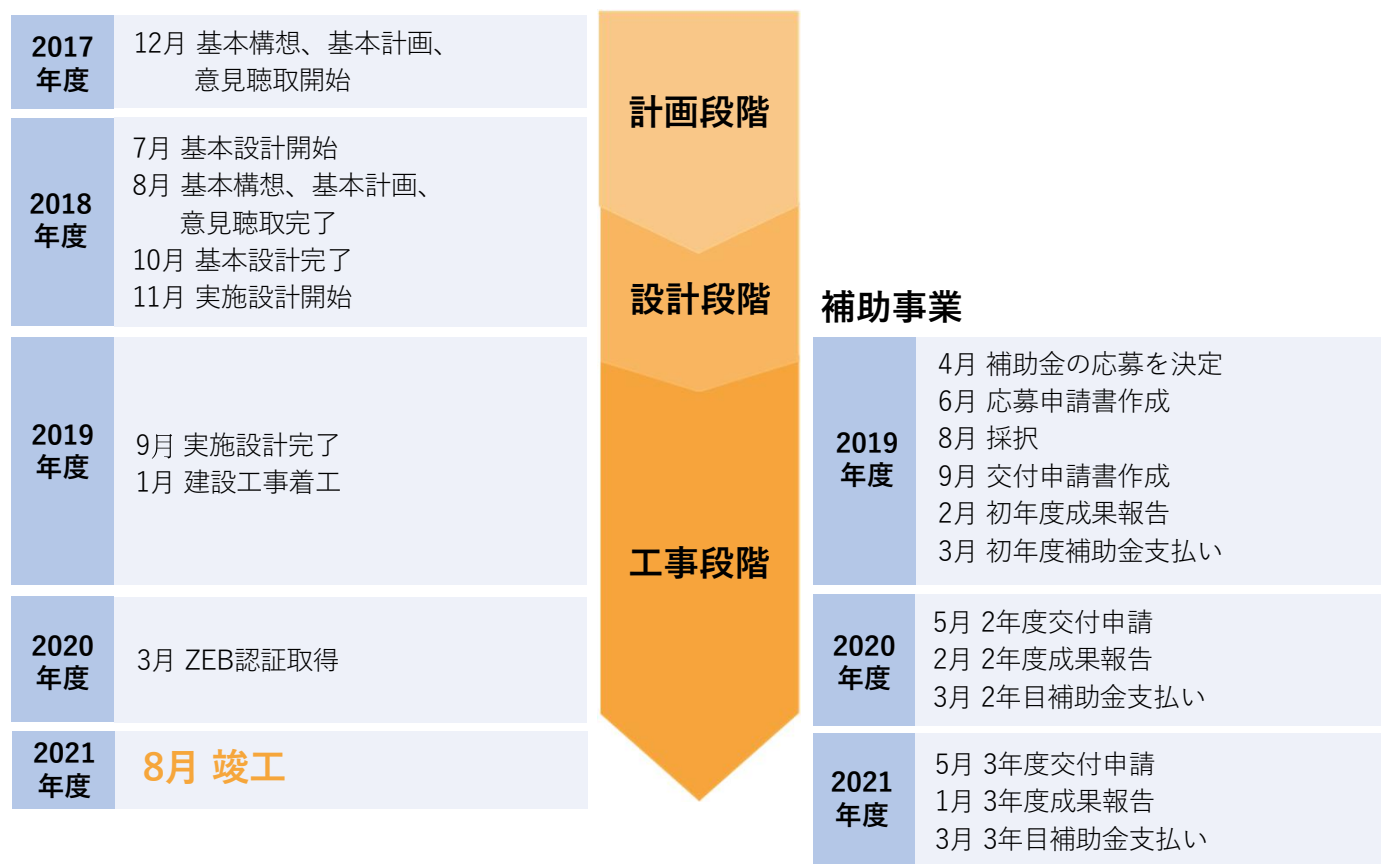 2017
年度
12月 基本構想、基本計画、
意見聴取開始
2018
年度
7月 基本設計開始
8月 基本構想、基本計画、
意見聴取完了
10月 基本設計完了
11月 実施設計開始
2019
年度
9月 実施設計完了
1月 建設工事着工
2020
年度
3月 ZEB認証取得
2021
年度
8月 竣工
計画段階
設計段階
工事段階
補助事業
2019
年度
4月 補助金の応募を決定
6月 応募申請書作成
8月 採択
9月 交付申請書作成
2月 初年度成果報告
3月 初年度補助金支払い
2020
年度
5月 2年度交付申請
2月 2年度成果報告
3月 2年目補助金支払い
2021
年度
5月 3年度交付申請
1月 3年度成果報告
3月 3年目補助金支払い